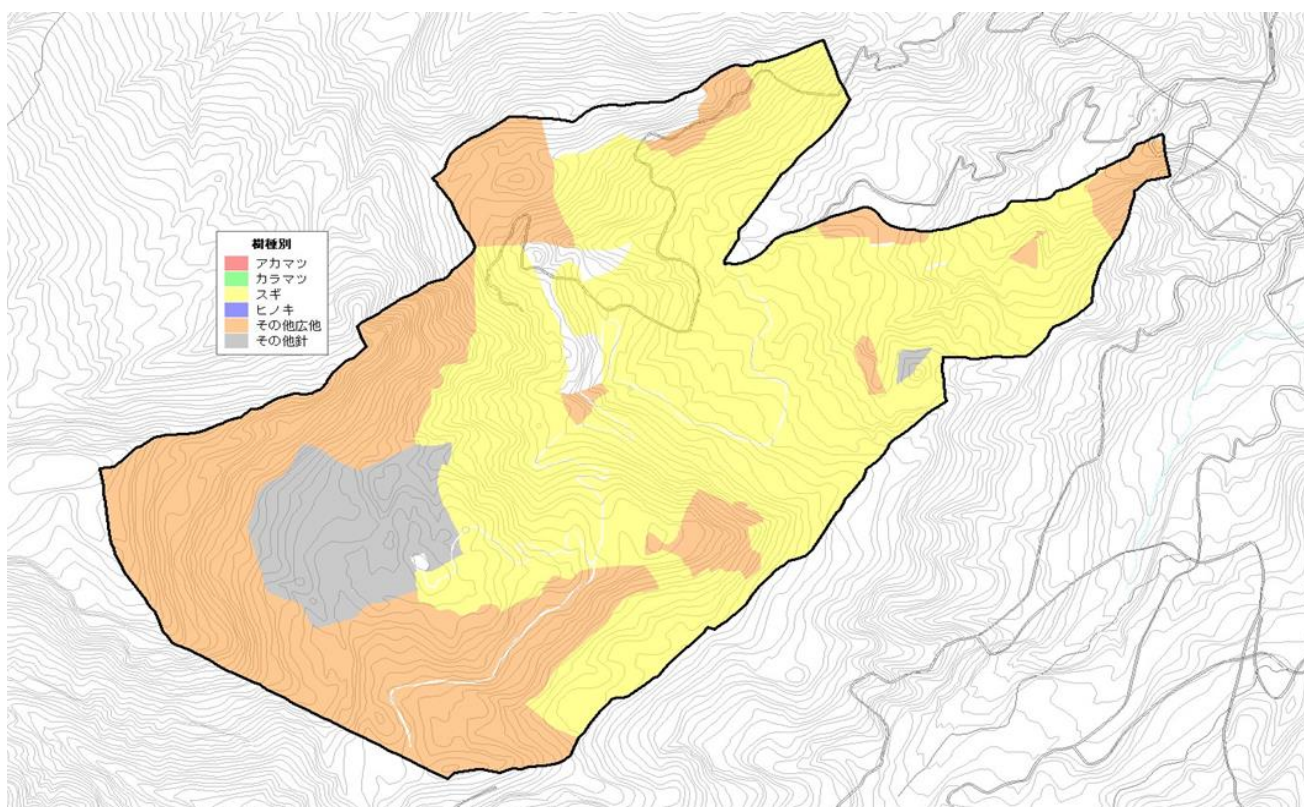 樹種別
アカマツ
カラマツ
スギ
ヒノキ
その他広他
その他針